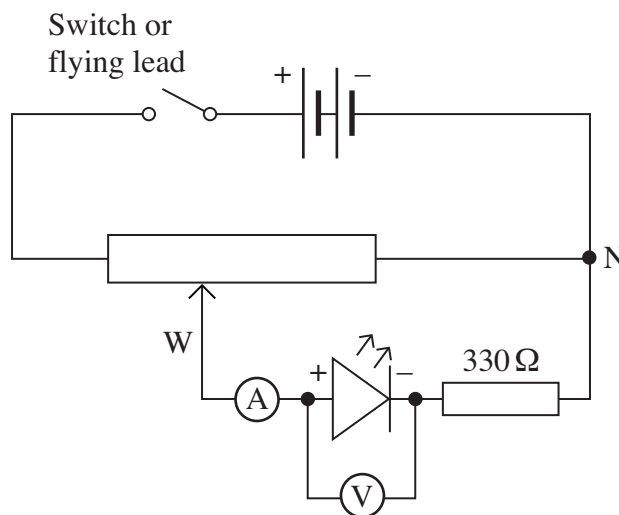 Switch or
flying lead
+ –
N
W
330 Ω
A + –
V